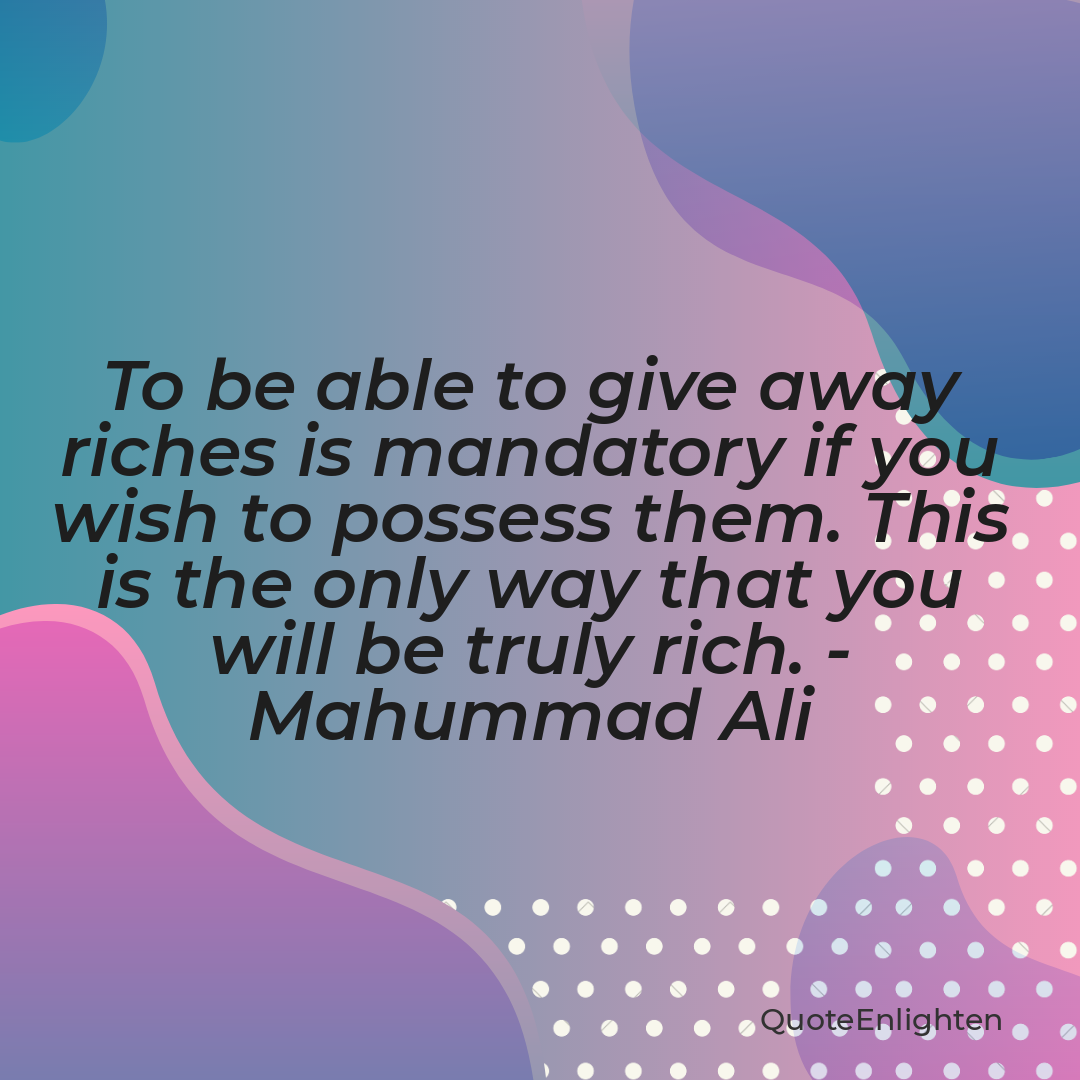 To be able to give away
riches is mandatory if you
wish to possess them. This
is the only way that you
will be truly rich. -
Mahummad Ali
QuoteEnlighten